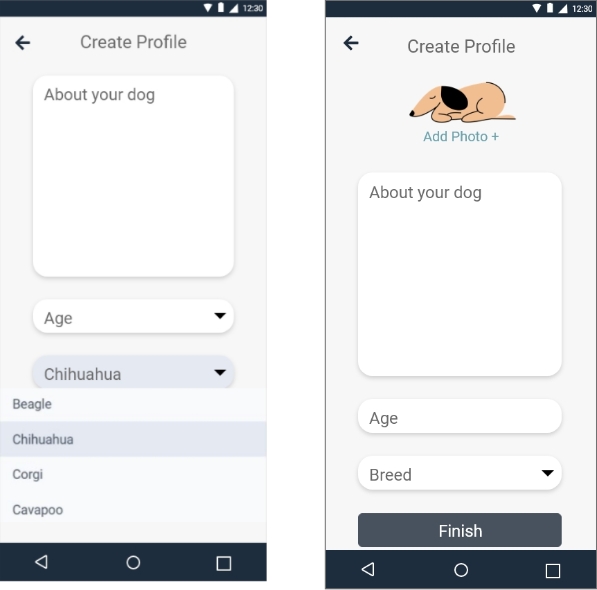 12:30
Create Profile
About your dog
Age
Chihuahua
Beagle
Chihuahua
Corgi
Cavapoo
12:30
Create Profile
Add Photo +
About your dog
Age
Breed
Finish